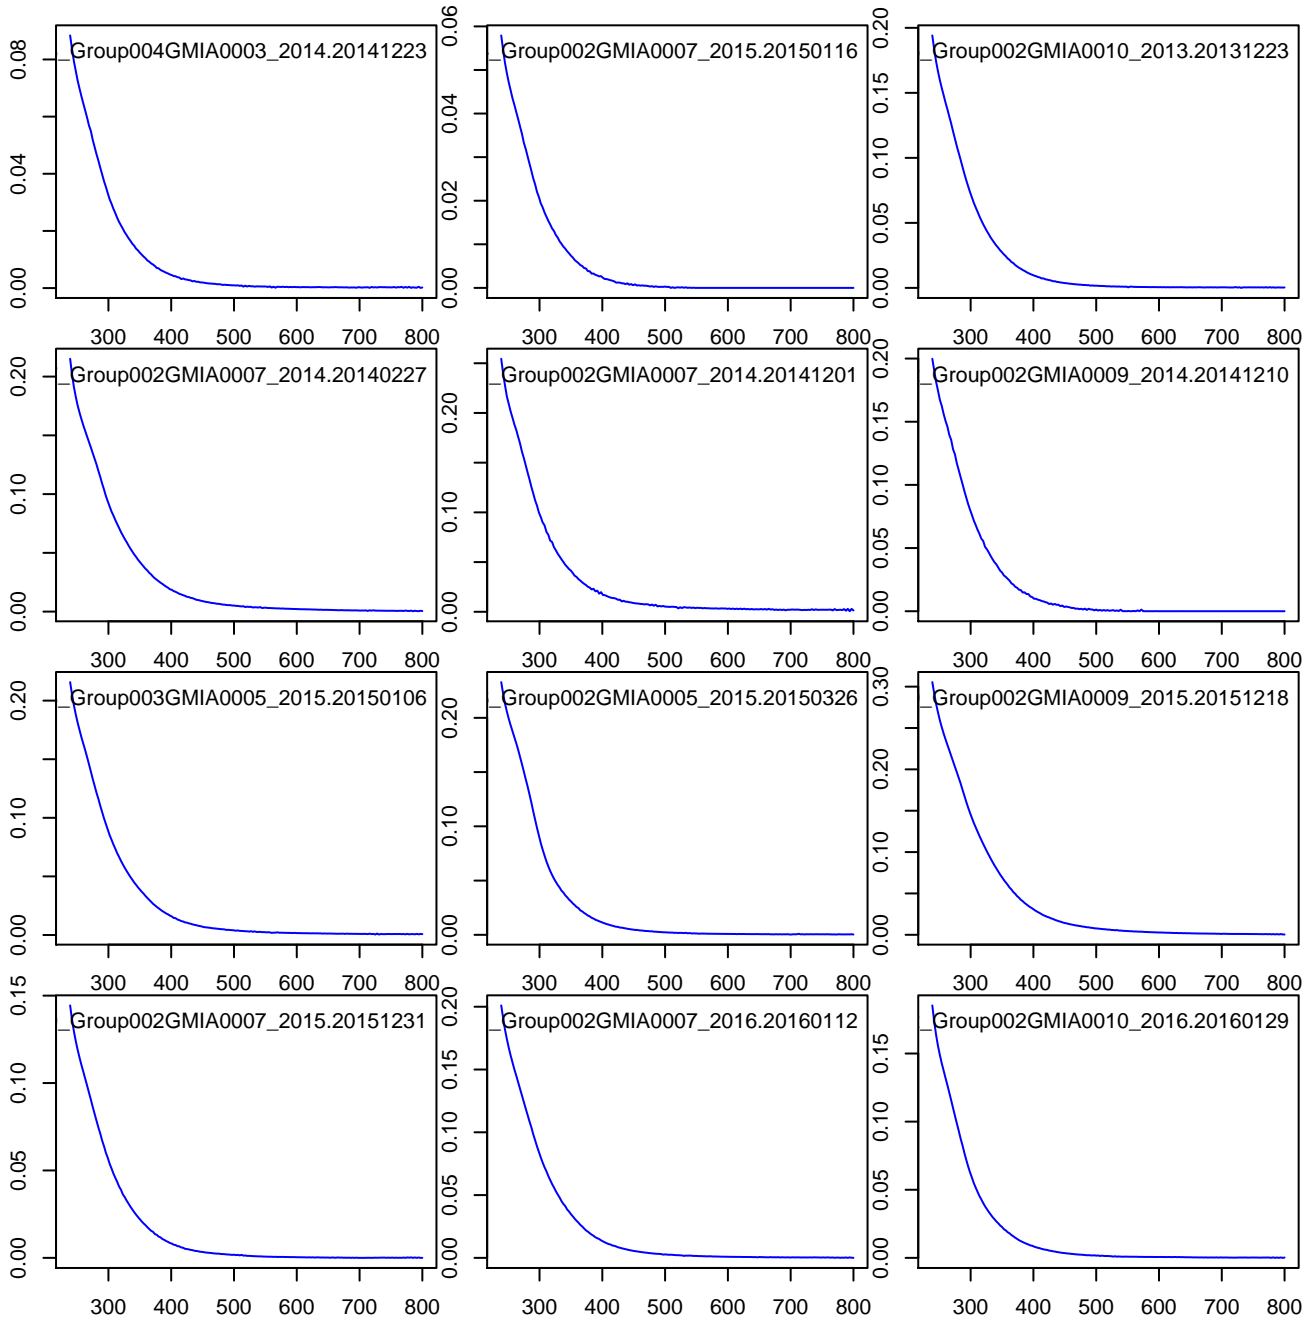 _Group004GMIA0003_2014.20141223
0.00 0.04 0.08
300 400 500 600 700 800
_Group002GMIA0007_2015.20150116
0.00 0.02 0.04 0.06
300 400 500 600 700 800
_Group002GMIA0010_2013.20131223
0.00 0.05 0.10 0.15 0.20
300 400 500 600 700 800
_Group002GMIA0007_2014.20140227
0.00 0.10 0.20
300 400 500 600 700 800
_Group002GMIA0007_2014.20141201
0.00 0.10 0.20
300 400 500 600 700 800
_Group002GMIA0009_2014.20141210
0.00 0.05 0.10 0.15 0.20
300 400 500 600 700 800
_Group003GMIA0005_2015.20150106
0.00 0.10 0.20
300 400 500 600 700 800
_Group002GMIA0005_2015.20150326
0.00 0.10 0.20
300 400 500 600 700 800
_Group002GMIA0009_2015.20151218
0.00 0.10 0.20 0.30
300 400 500 600 700 800
_Group002GMIA0007_2015.20151231
0.00 0.05 0.10 0.15
300 400 500 600 700 800
_Group002GMIA0007_2016.20160112
0.00 0.05 0.10 0.15 0.20
300 400 500 600 700 800
_Group002GMIA0010_2016.20160129
0.00 0.05 0.10 0.15
300 400 500 600 700 800